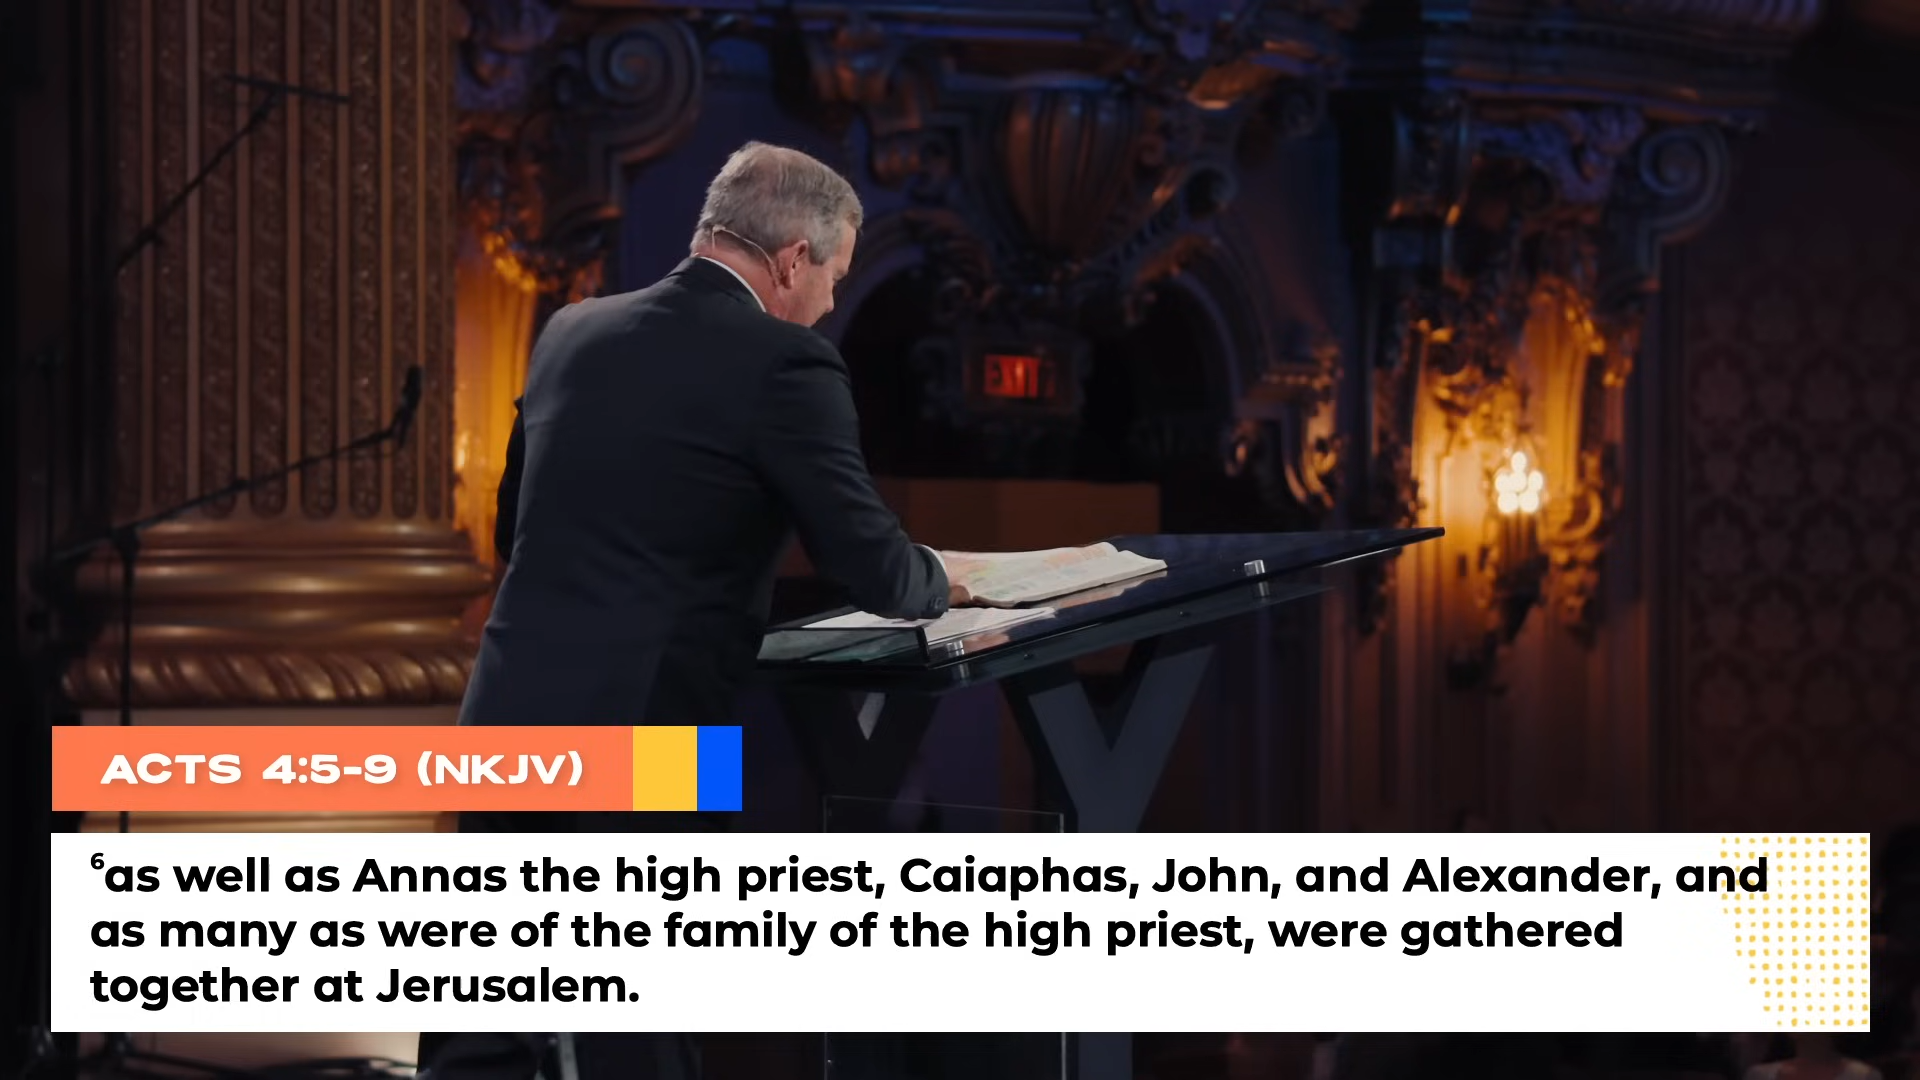 EXIT
ACTS 4:5-9 (NKJV)
⁶as well as Annas the high priest, Caiaphas, John, and Alexander, and
as many as were of the family of the high priest, were gathered
together at Jerusalem.